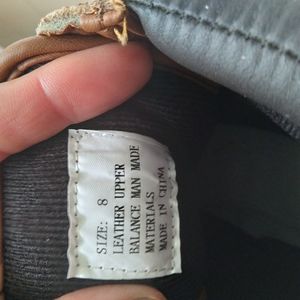 SIZE: 8
LEATHER UPPER
BALANCE MAN MADE
MATERIALS
MADE IN CHINA